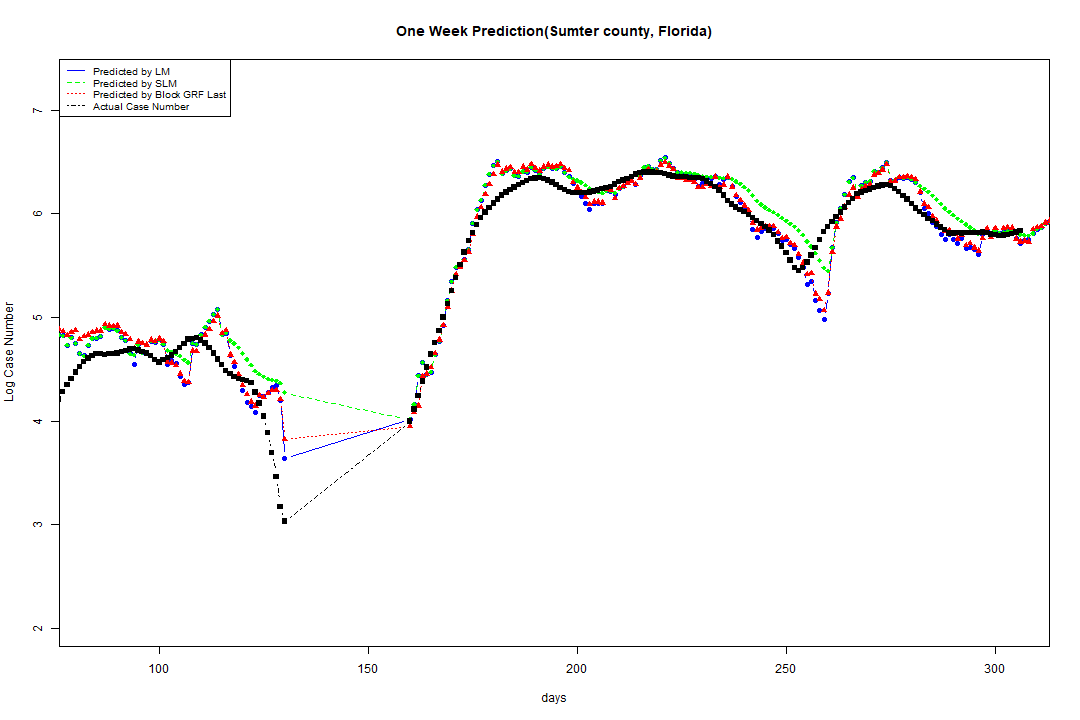 One Week Prediction(Sumter county, Florida)
Predicted by LM
Predicted by SLM
Predicted by Block GRF Last
Actual Case Number
Log Case Number
7
6
5
4
3
2
100 150 200 250 300
days